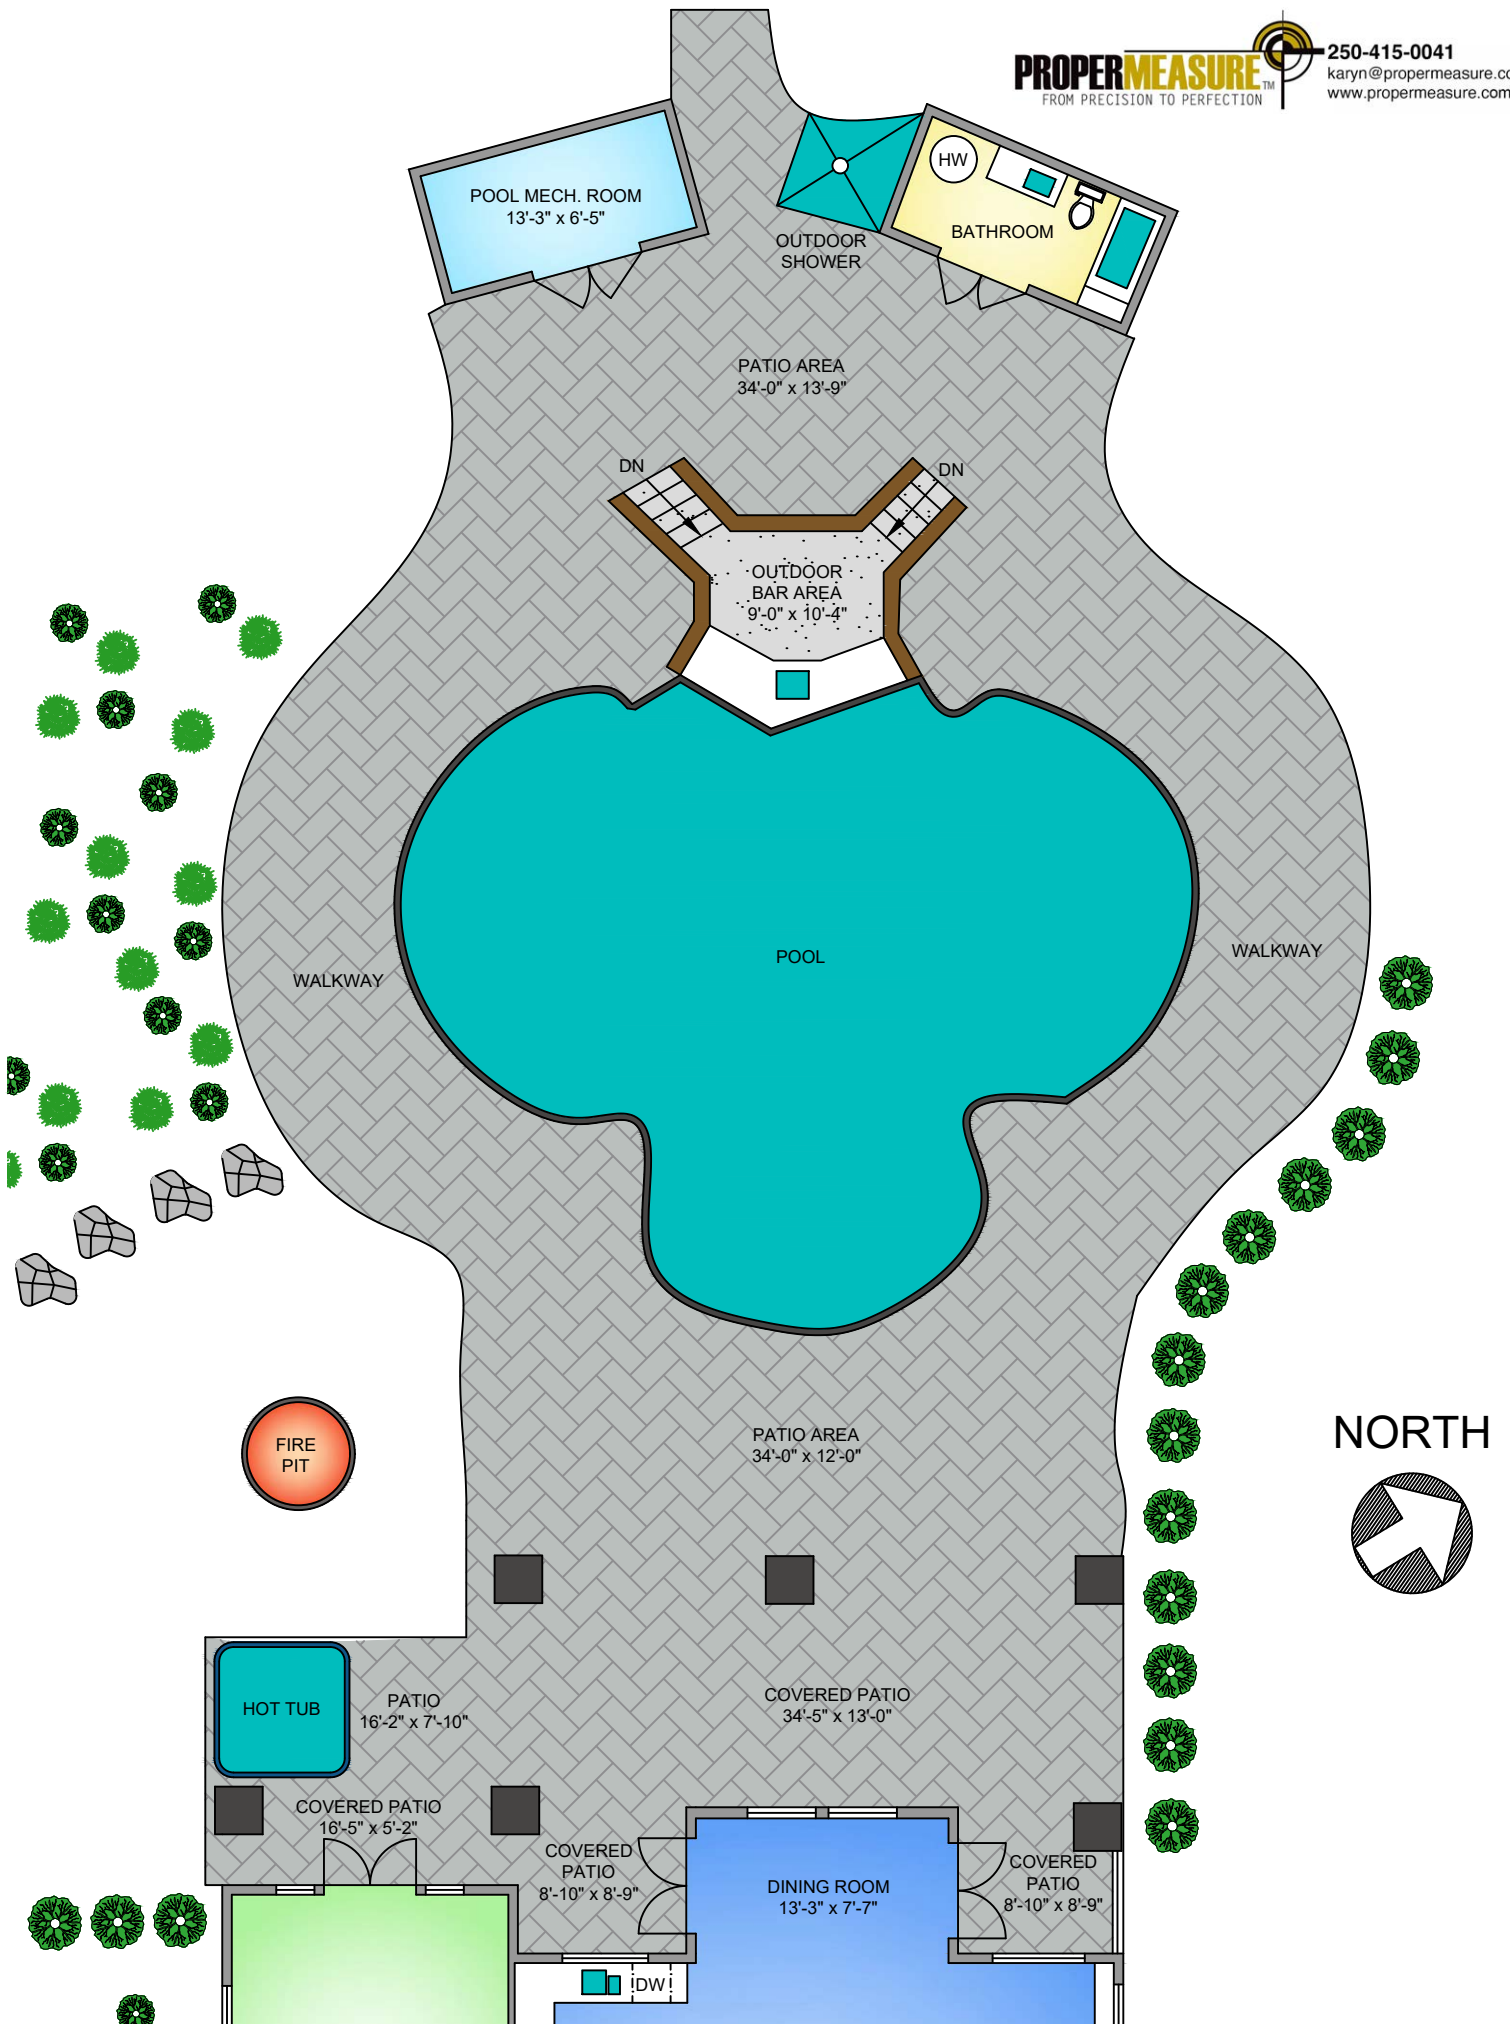 PROPERMEASURE™
FROM PRECISION TO PERFECTION
250-415-0041
karyn@propermeasure.co
www.propermeasure.com
POOL MECH. ROOM
13'-3" x 6'-5"
HW
BATHROOM
OUTDOOR
SHOWER
PATIO AREA
34'-0" x 13'-9"
DN
DN
OUTDOOR
BAR AREA
9'-0" x 10'-4"
POOL
WALKWAY
WALKWAY
FIRE
PIT
PATIO AREA
34'-0" x 12'-0"
NORTH
HOT TUB
PATIO
16'-2" x 7'-10"
COVERED PATIO
34'-5" x 13'-0"
COVERED PATIO
16'-5" x 5'-2"
COVERED
PATIO
8'-10" x 8'-9"
DINING ROOM
13'-3" x 7'-7"
COVERED
PATIO
8'-10" x 8'-9"
DW